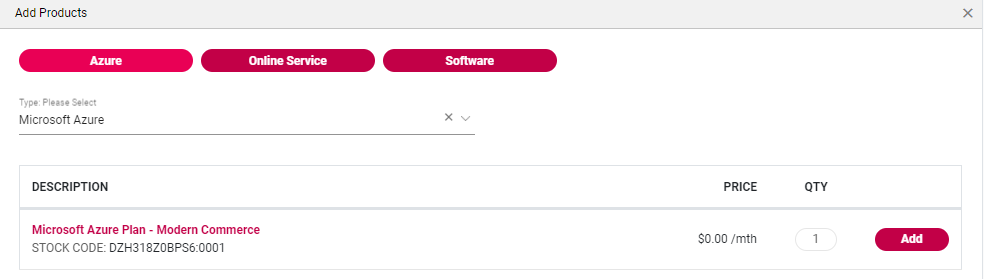 Add Products
Azure Online Service Software
Type: Please Select
Microsoft Azure
DESCRIPTION PRICE QTY
Microsoft Azure Plan - Modern Commerce
STOCK CODE: DZH318Z0BPS6:0001
$0.00 /mth 1 Add